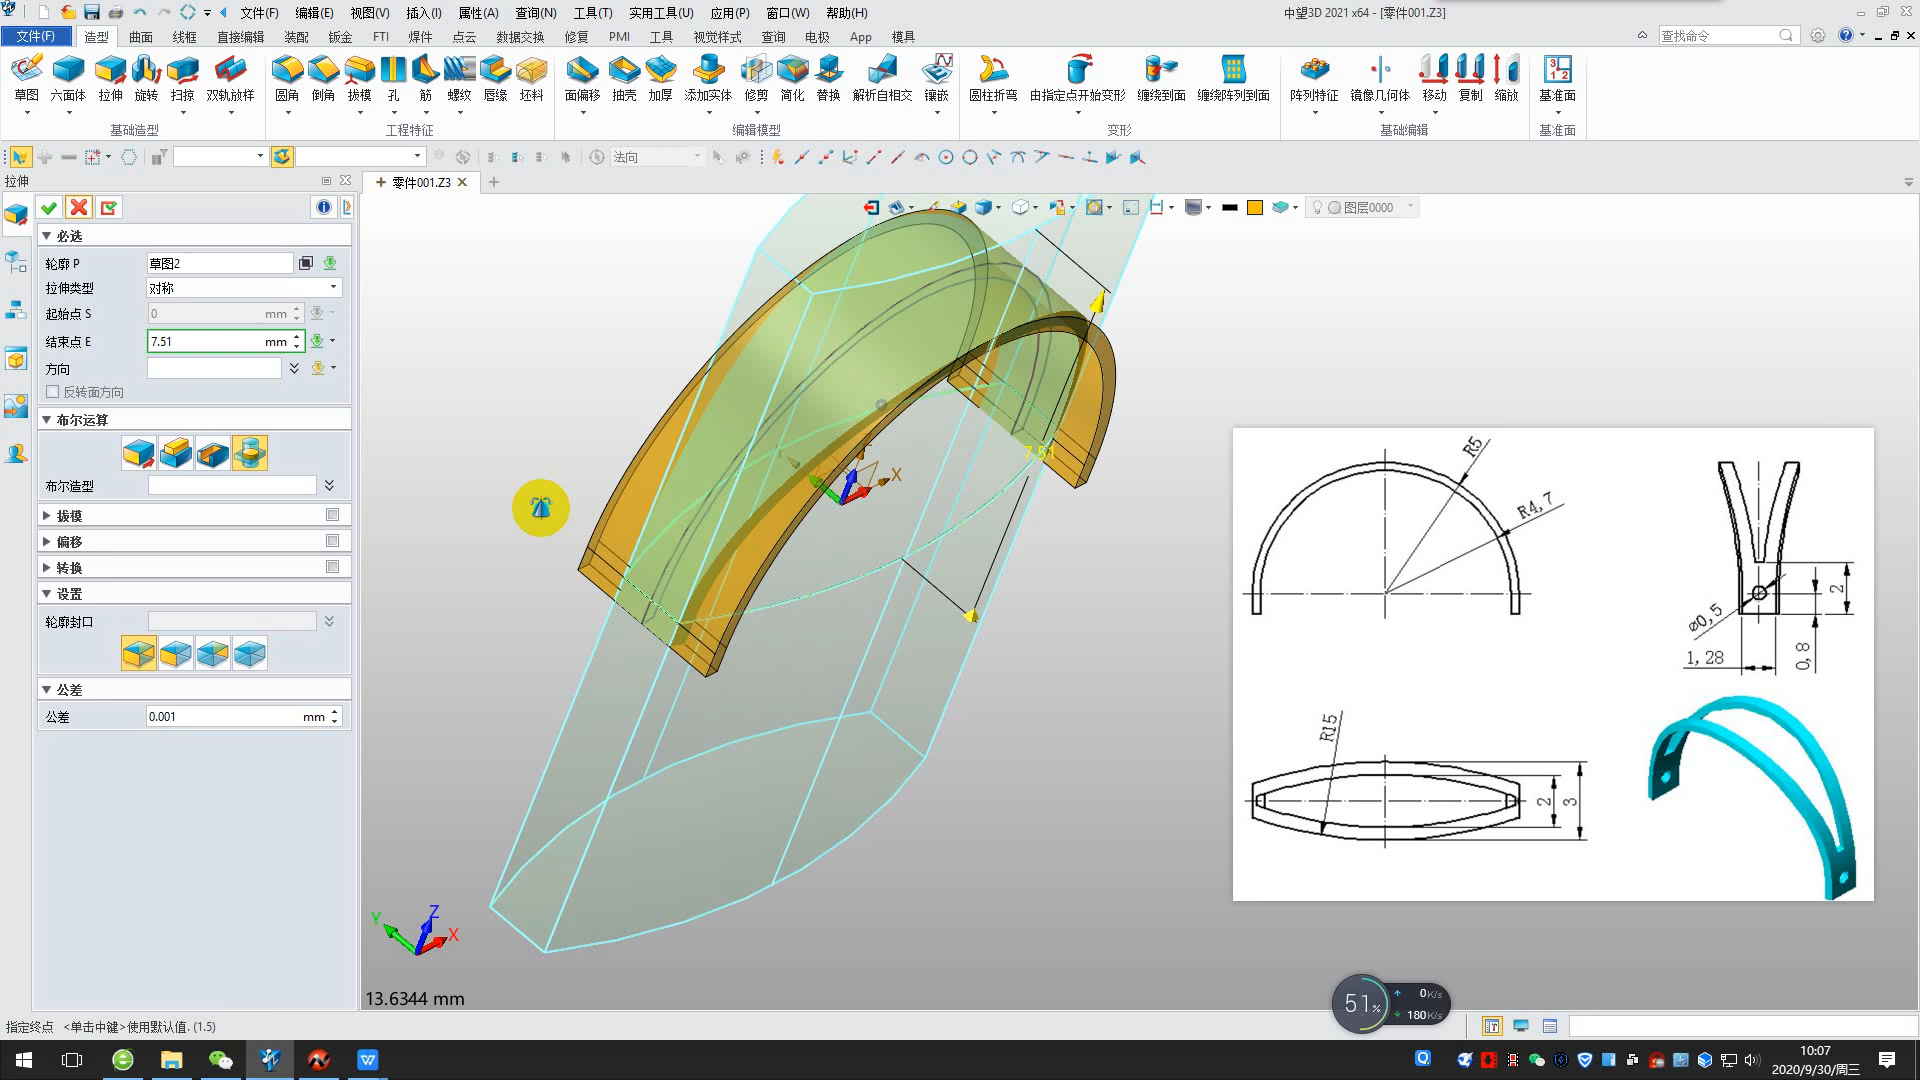 文件(F) 编辑(E) 视图(V) 插入(I) 属性(A) 查询(N) 工具(T) 实用工具(U) 应用(P) 窗口(W) 帮助(H) 中望3D 2021 x64 - [零件001.Z3]
文件(F) 造型 曲面 线框 直接编辑 装配 钣金 FTI 焊件 点云 数据交换 修复 PMI 工具 视觉样式 查询 电极 App 模具 查找命令
草图 六面体 拉伸 旋转 扫掠 双轨放样 圆角 倒角 拔模 孔 筋 螺纹 唇缘 坯料 面偏移 抽壳 加厚 添加实体 修剪 简化 替换 解析自相交 镶嵌 圆柱折弯 由指定点开始变形 缠绕到面 缠绕阵列到面 阵列特征 镜像几何体 移动 复制 缩放 基准面
基础造型 工程特征 编辑模型 变形 基础编辑 基准面
法向
拉伸
零件001.Z3
图层0000
必选
轮廓 P 草图2
拉伸类型 对称
起始点 S 0 mm
结束点 E 7.51 mm
方向
反转面方向
布尔运算
布尔造型
拔模
偏移
转换
设置
轮廓封口
公差
公差 0.001 mm
7.51
X
Y
Z
X
13.6344 mm
R5
R4,7
⌀0,5
2
1,28
0,8
R15
2
3
51%
0K/s
180K/s
指定终点 <单击中键>使用默认值. (1.5)
10:07
2020/9/30/周三